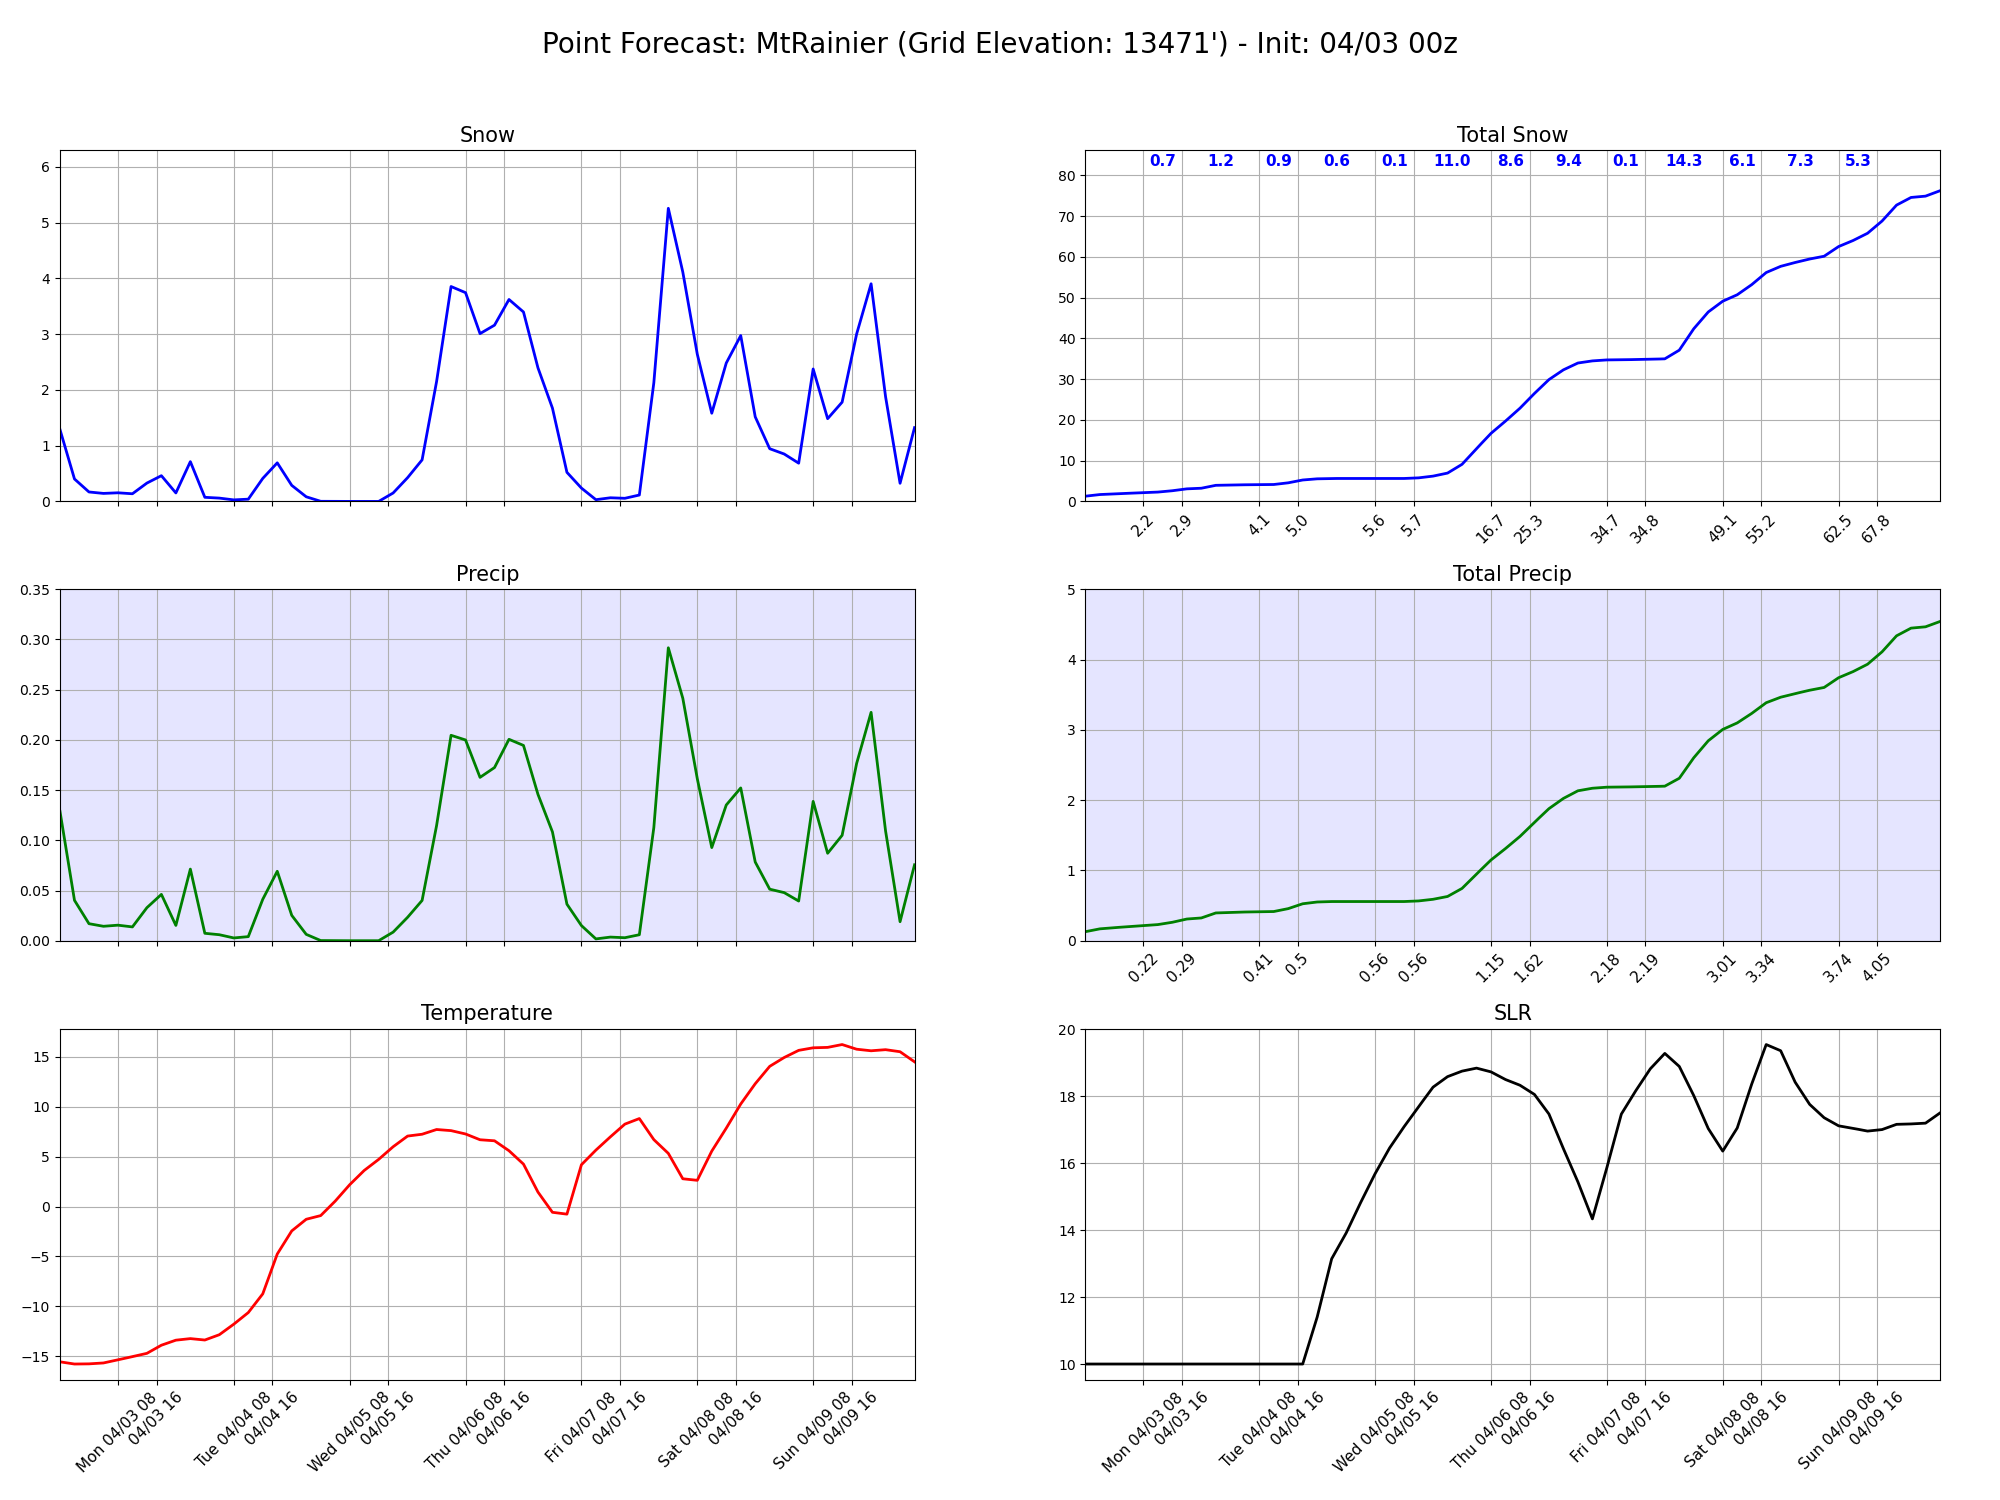 Point Forecast: MtRainier (Grid Elevation: 13471') - Init: 04/03 00z
Snow
6
5
4
3
2
1
0
Total Snow
0.7 1.2 0.9 0.6 0.1 11.0 8.6 9.4 0.1 14.3 6.1 7.3 5.3
80
70
60
50
40
30
20
10
0
2.2 2.9 4.1 5.0 5.6 5.7 16.7 25.3 34.7 34.8 49.1 55.2 62.5 67.8
Precip
0.35
0.30
0.25
0.20
0.15
0.10
0.05
0.00
Total Precip
5
4
3
2
1
0
0.22 0.29 0.41 0.5 0.56 0.56 1.15 1.62 2.18 2.19 3.01 3.34 3.74 4.05
Temperature
15
10
5
0
−5
−10
−15
Mon 04/03 08
04/03 16
Tue 04/04 08
04/04 16
Wed 04/05 08
04/05 16
Thu 04/06 08
04/06 16
Fri 04/07 08
04/07 16
Sat 04/08 08
04/08 16
Sun 04/09 08
04/09 16
SLR
20
18
16
14
12
10
Mon 04/03 08
04/03 16
Tue 04/04 08
04/04 16
Wed 04/05 08
04/05 16
Thu 04/06 08
04/06 16
Fri 04/07 08
04/07 16
Sat 04/08 08
04/08 16
Sun 04/09 08
04/09 16